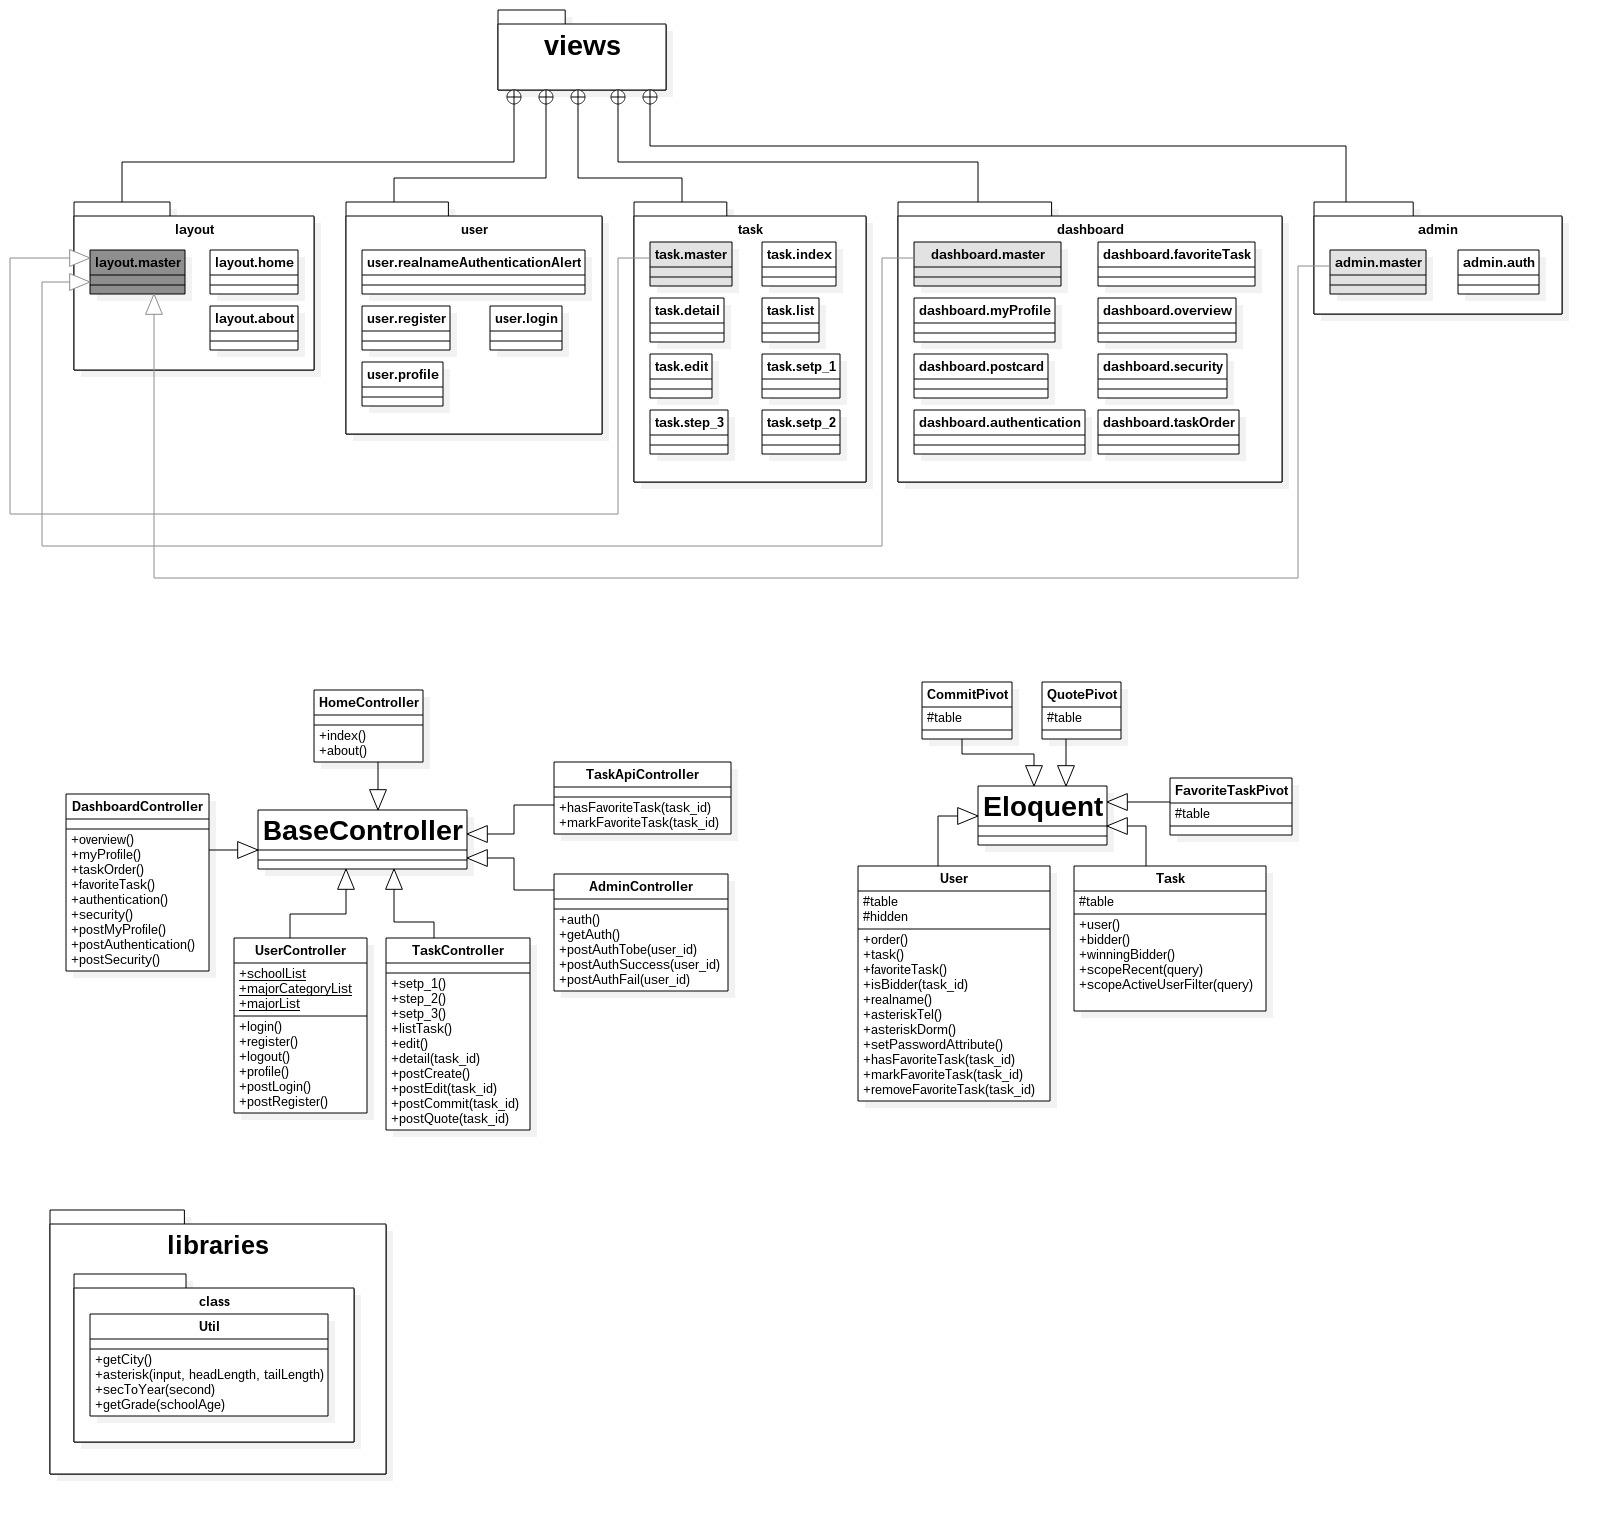 views
layout
layout.master
layout.home
layout.about
user
user.realnameAuthenticationAlert
user.register
user.login
user.profile
task
task.master
task.index
task.detail
task.list
task.edit
task.setp_1
task.step_3
task.setp_2
dashboard
dashboard.master
dashboard.favoriteTask
dashboard.myProfile
dashboard.overview
dashboard.postcard
dashboard.security
dashboard.authentication
dashboard.taskOrder
admin
admin.master
admin.auth
HomeController
+index()
+about()
DashboardController
+overview()
+myProfile()
+taskOrder()
+favoriteTask()
+authentication()
+security()
+postMyProfile()
+postAuthentication()
+postSecurity()
BaseController
TaskApiController
+hasFavoriteTask(task_id)
+markFavoriteTask(task_id)
AdminController
+auth()
+getAuth()
+postAuthTobe(user_id)
+postAuthSuccess(user_id)
+postAuthFail(user_id)
UserController
+schoolList
+majorCategoryList
+majorList
+login()
+register()
+logout()
+profile()
+postLogin()
+postRegister()
TaskController
+setp_1()
+step_2()
+setp_3()
+listTask()
+edit()
+detail(task_id)
+postCreate()
+postEdit(task_id)
+postCommit(task_id)
+postQuote(task_id)
CommitPivot
#table
QuotePivot
#table
Eloquent
FavoriteTaskPivot
#table
User
#table
#hidden
+order()
+task()
+favoriteTask()
+isBidder(task_id)
+realname()
+asteriskTel()
+asteriskDorm()
+setPasswordAttribute()
+hasFavoriteTask(task_id)
+markFavoriteTask(task_id)
+removeFavoriteTask(task_id)
Task
#table
+user()
+bidder()
+winningBidder()
+scopeRecent(query)
+scopeActiveUserFilter(query)
libraries
class
Util
+getCity()
+asterisk(input, headLength, tailLength)
+secToYear(second)
+getGrade(schoolAge)